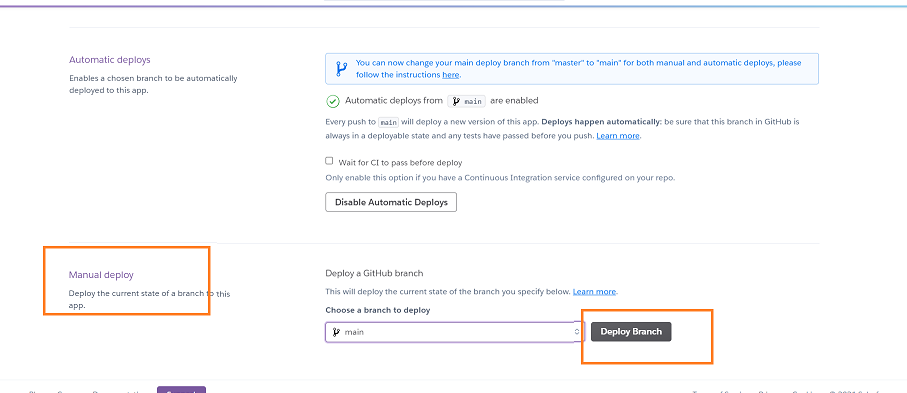 Automatic deploys
Enables a chosen branch to be automatically
deployed to this app.
You can now change your main deploy branch from "master" to "main" for both manual and automatic deploys, please
follow the instructions here.
Automatic deploys from main are enabled
Every push to main will deploy a new version of this app. Deploys happen automatically: be sure that this branch in GitHub is
always in a deployable state and any tests have passed before you push. Learn more.
Wait for CI to pass before deploy
Only enable this option if you have a Continuous Integration service configured on your repo.
Disable Automatic Deploys
Manual deploy
Deploy the current state of a branch to this
app.
Deploy a GitHub branch
This will deploy the current state of the branch you specify below. Learn more.
Choose a branch to deploy
main
Deploy Branch